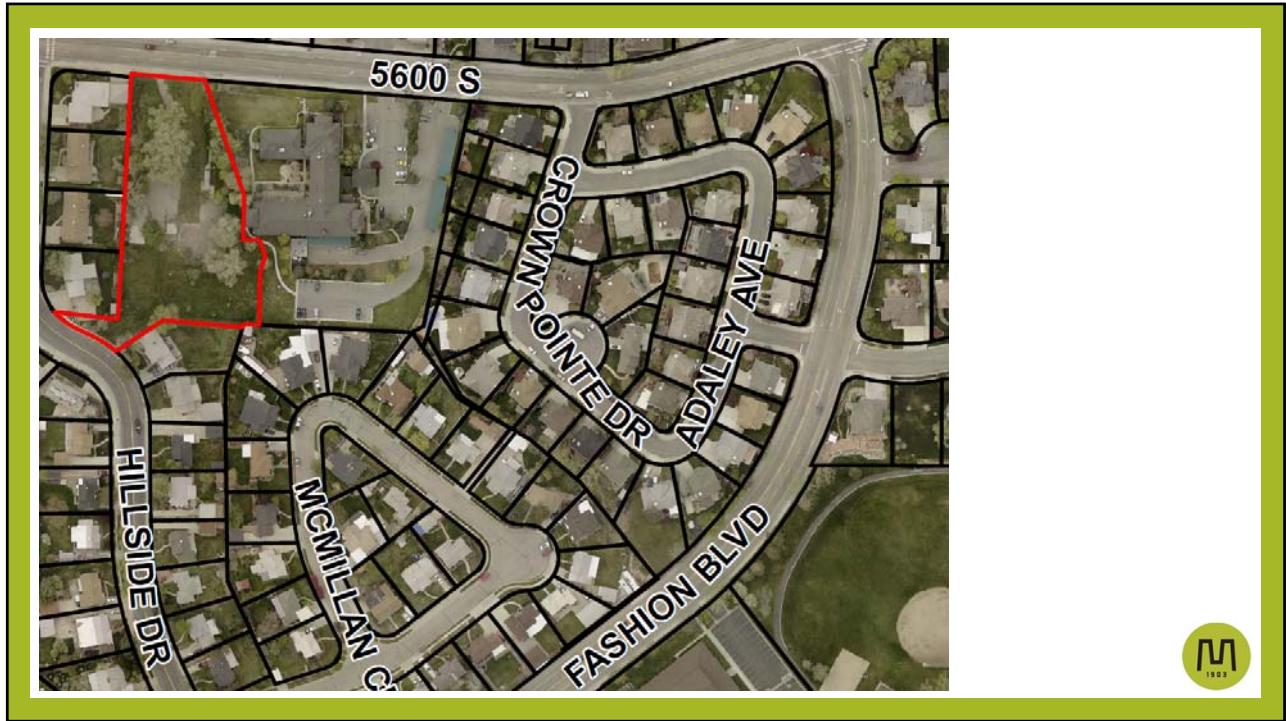 5600 S
CROWN POINTE DR
ADALEY AVE
HILLSIDE DR
MCMILLAN C
FASHION BLVD
M
1903